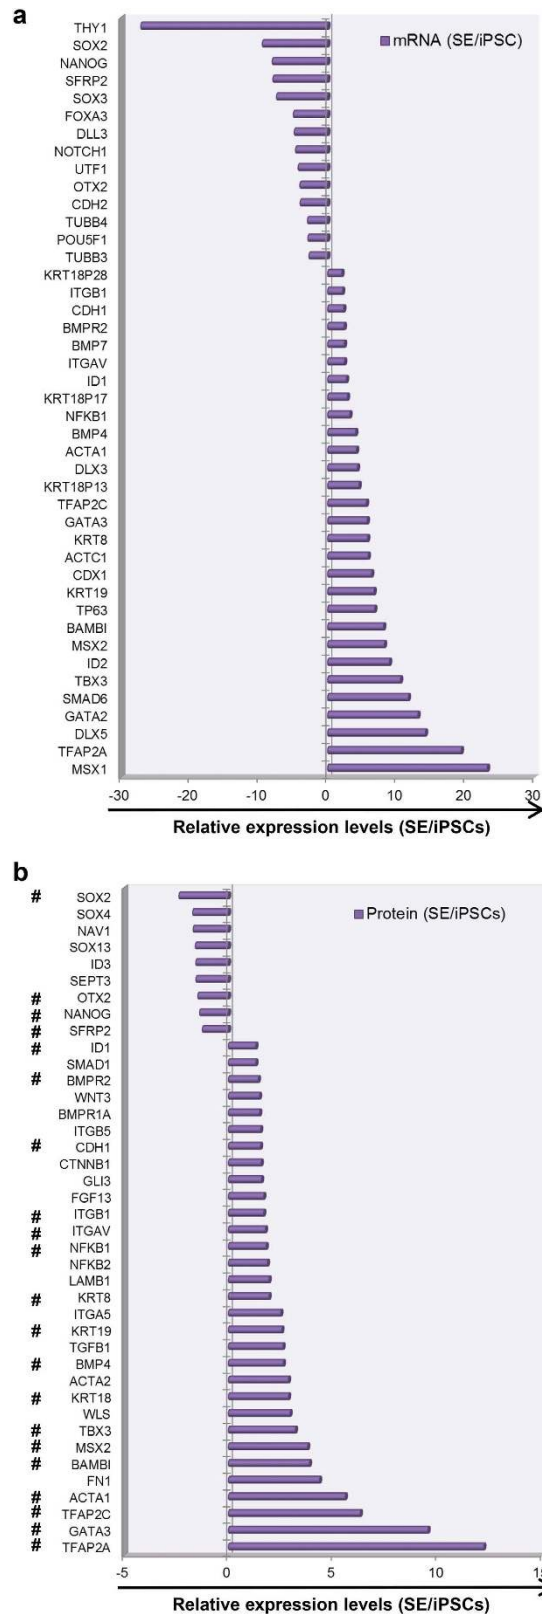 a
mRNA (SE/iPSC)
THY1
SOX2
NANOG
SFRP2
SOX3
FOXA3
DLL3
NOTCH1
UTF1
OTX2
CDH2
TUBB4
POU5F1
TUBB3
KRT18P28
ITGB1
CDH1
BMPR2
BMP7
ITGAV
ID1
KRT18P17
NFKB1
BMP4
ACTA1
DLX3
KRT18P13
TFAP2C
GATA3
KRT8
ACTC1
CDX1
KRT19
TP63
BAMBI
MSX2
ID2
TBX3
SMAD6
GATA2
DLX5
TFAP2A
MSX1
-30 -20 -10 0 10 20 30
Relative expression levels (SE/iPSCs)
b
Protein (SE/iPSCs)
# SOX2
SOX4
NAV1
SOX13
ID3
SEPT3
# OTX2
# NANOG
# SFRP2
# ID1
SMAD1
# BMPR2
WNT3
BMPR1A
ITGB5
# CDH1
CTNNB1
GLI3
FGF13
# ITGB1
# ITGAV
# NFKB1
NFKB2
LAMB1
# KRT8
ITGA5
# KRT19
TGFB1
# BMP4
ACTA2
# KRT18
WLS
# TBX3
# MSX2
# BAMBI
FN1
# ACTA1
# TFAP2C
# GATA3
# TFAP2A
-5 0 5 10 15
Relative expression levels (SE/iPSCs)